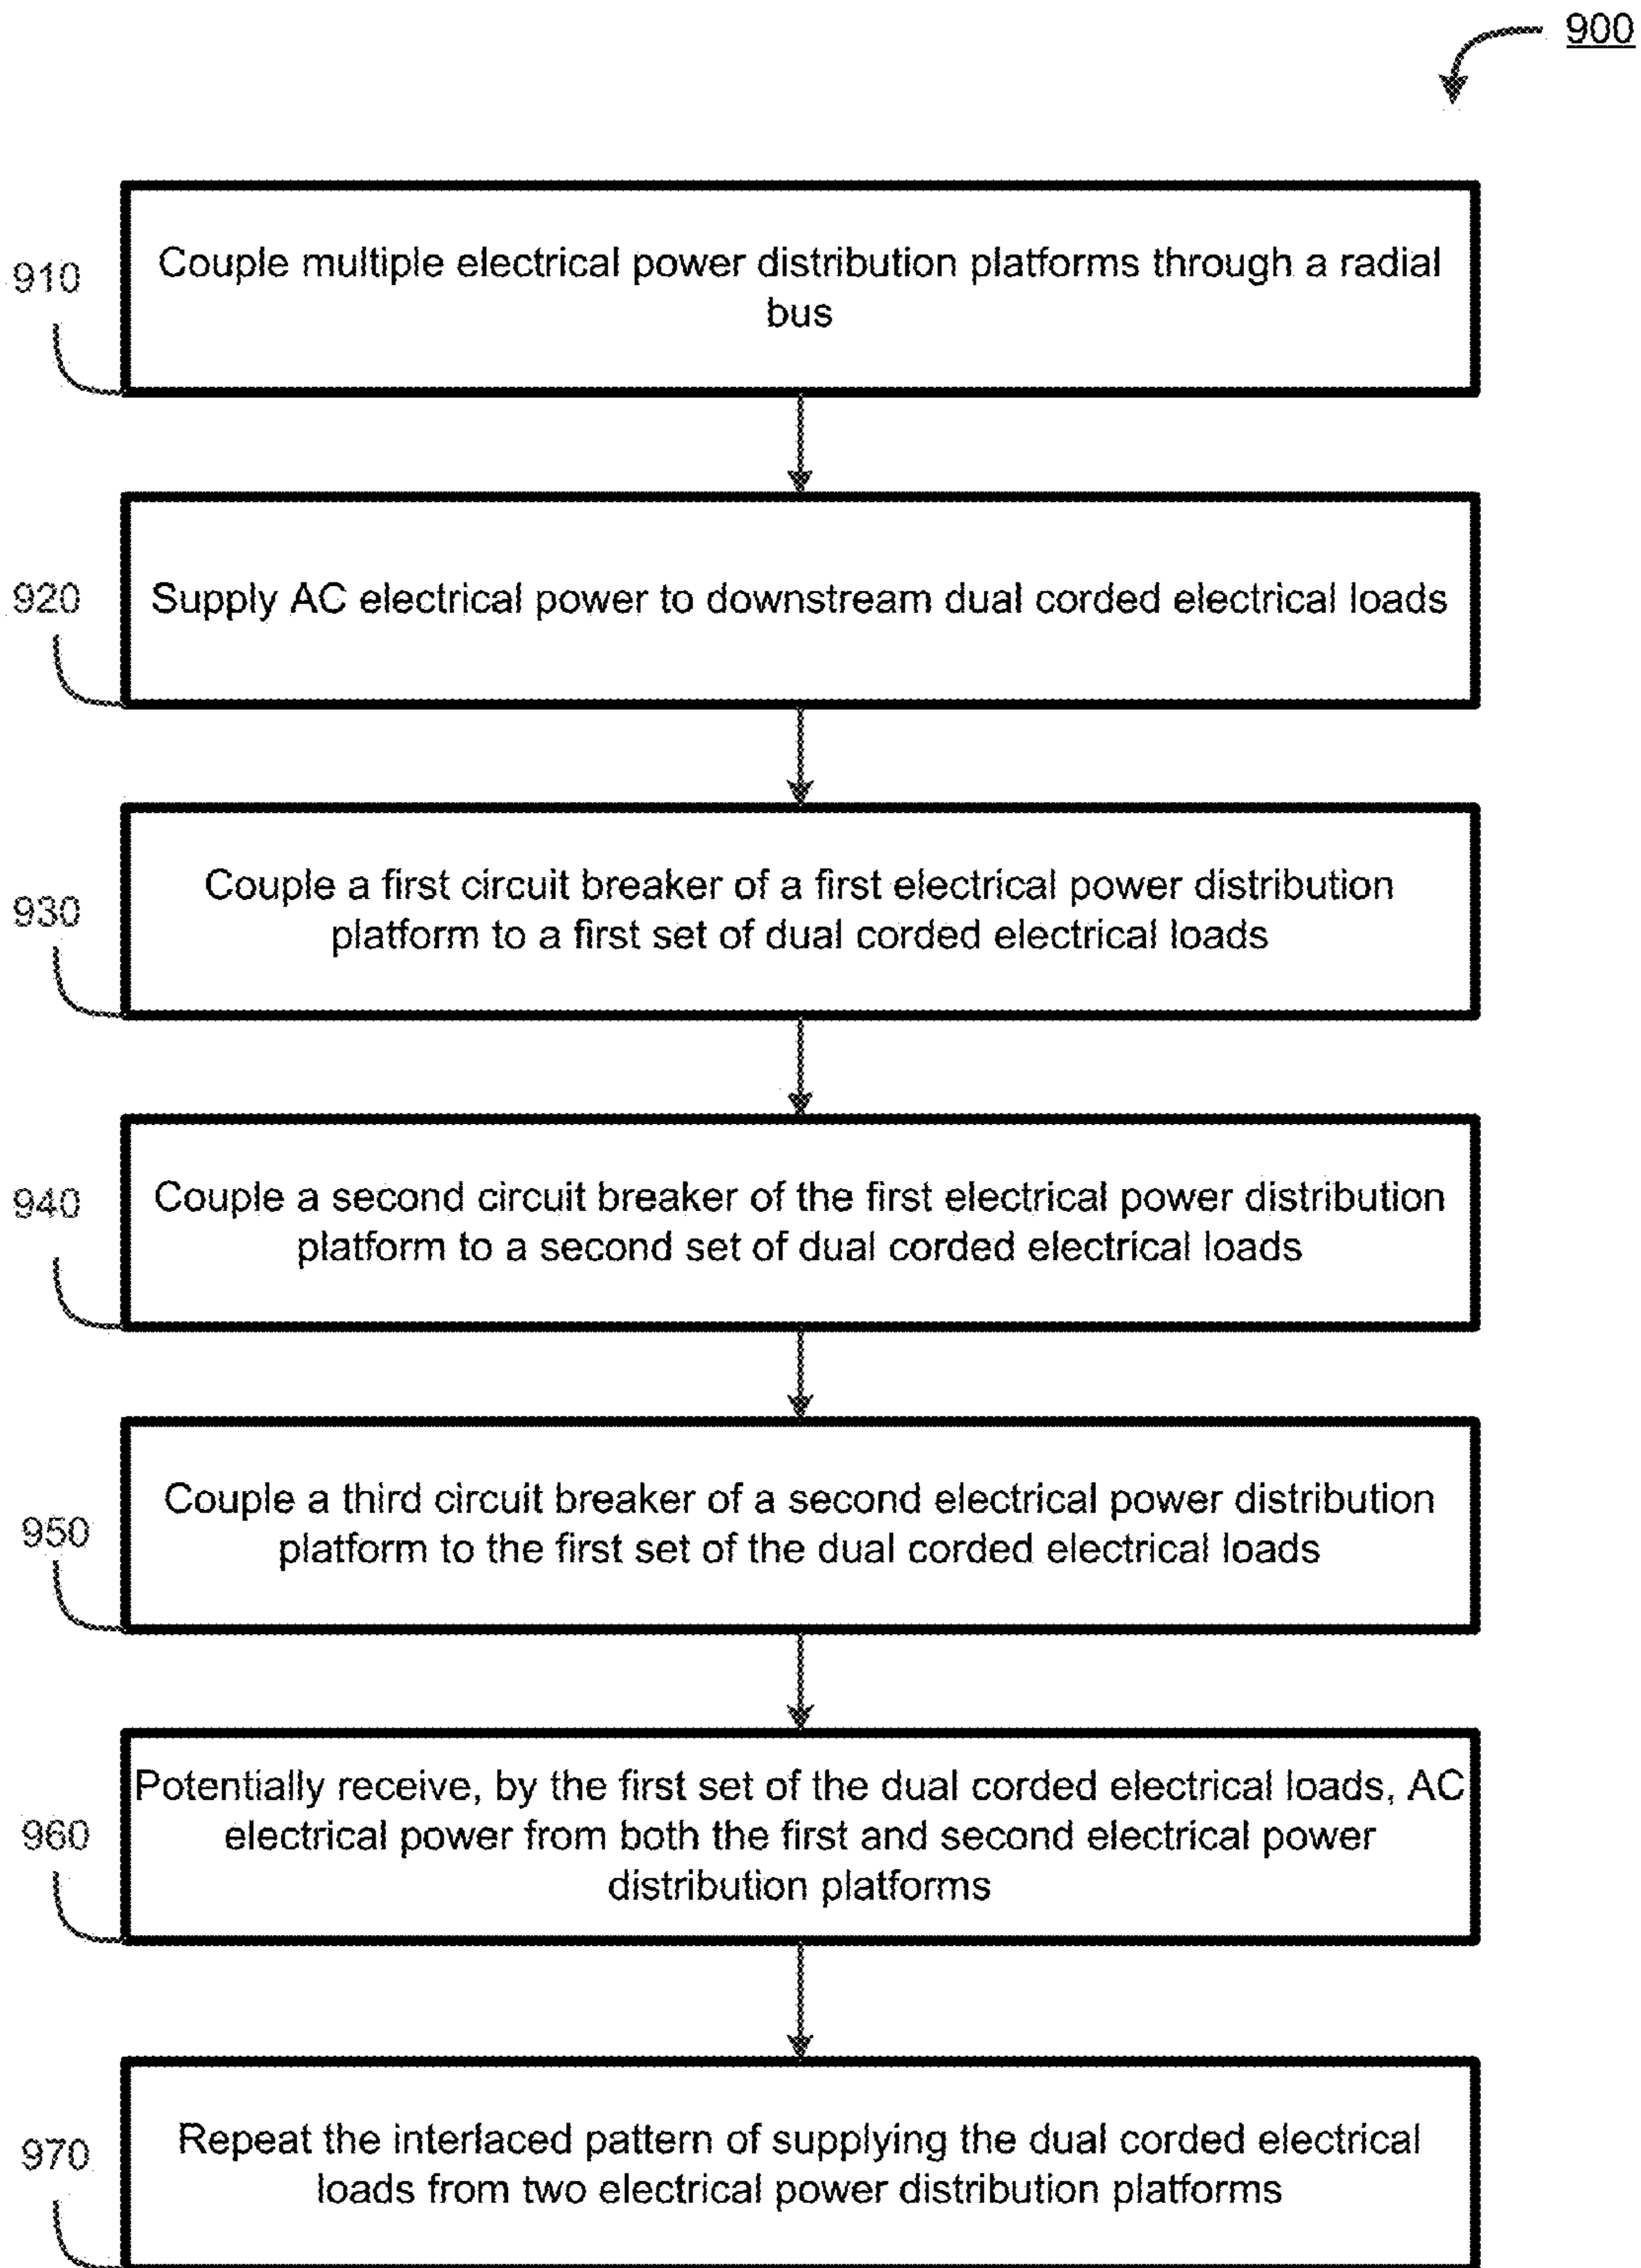 900
910
Couple multiple electrical power distribution platforms through a radial
bus
920
Supply AC electrical power to downstream dual corded electrical loads
930
Couple a first circuit breaker of a first electrical power distribution
platform to a first set of dual corded electrical loads
940
Couple a second circuit breaker of the first electrical power distribution
platform to a second set of dual corded electrical loads
950
Couple a third circuit breaker of a second electrical power distribution
platform to the first set of the dual corded electrical loads
960
Potentially receive, by the first set of the dual corded electrical loads, AC
electrical power from both the first and second electrical power
distribution platforms
970
Repeat the interlaced pattern of supplying the dual corded electrical
loads from two electrical power distribution platforms